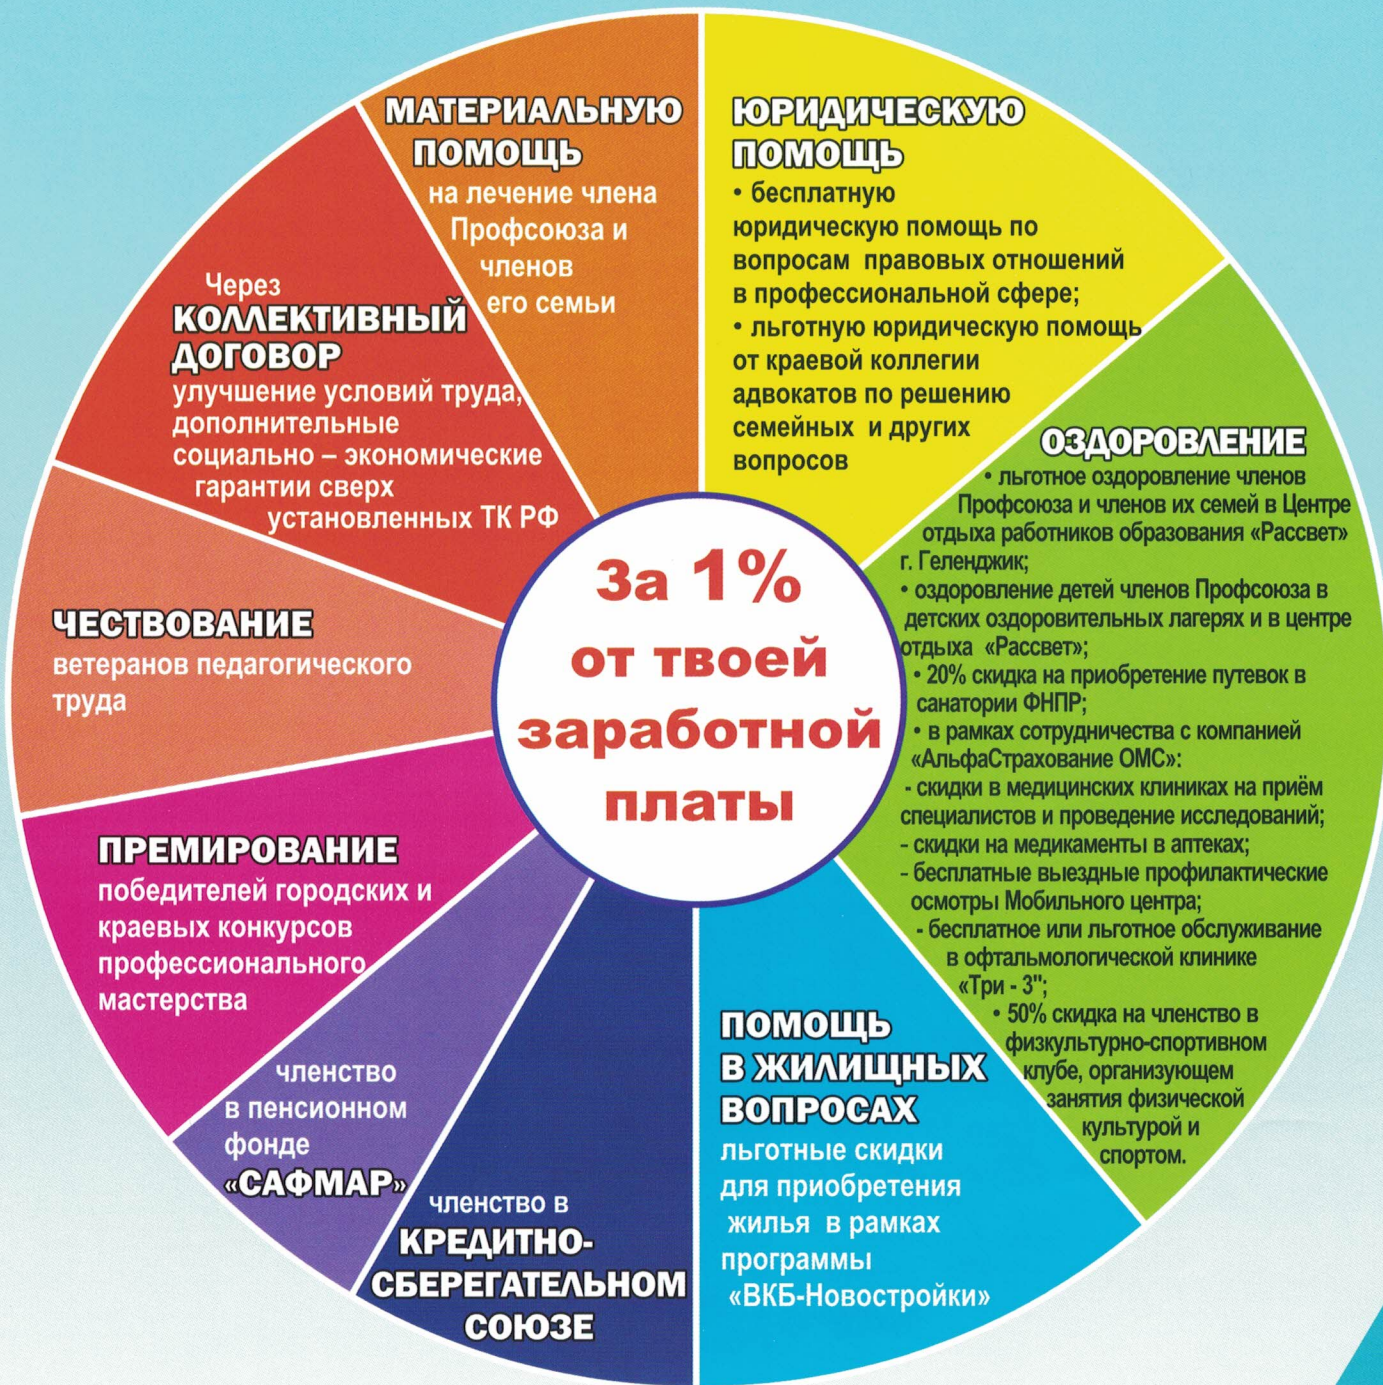 За 1%
от твоей
заработной
платы
МАТЕРИАЛЬНУЮ
ПОМОЩЬ
на лечение члена
Профсоюза и
членов
его семьи
ЮРИДИЧЕСКУЮ
ПОМОЩЬ
• бесплатную
юридическую помощь по
вопросам правовых отношений
в профессиональной сфере;
• льготную юридическую помощь
от краевой коллегии
адвокатов по решению
семейных и других
вопросов
ОЗДОРОВЛЕНИЕ
• льготное оздоровление членов
Профсоюза и членов их семей в Центре
отдыха работников образования «Рассвет»
г. Геленджик;
• оздоровление детей членов Профсоюза в
детских оздоровительных лагерях и в центре
отдыха «Рассвет»;
• 20% скидка на приобретение путевок в
санатории ФНПР;
• в рамках сотрудничества с компанией
«АльфаСтрахование ОМС»:
- скидки в медицинских клиниках на приём
специалистов и проведение исследований;
- скидки на медикаменты в аптеках;
- бесплатные выездные профилактические
осмотры Мобильного центра;
- бесплатное или льготное обслуживание
в офтальмологической клинике
«Три - З";
• 50% скидка на членство в
физкультурно-спортивном
клубе, организующем
занятия физической
культурой и
спортом.
ПОМОЩЬ
В ЖИЛИЩНЫХ
ВОПРОСАХ
льготные скидки
для приобретения
жилья в рамках
программы
«ВКБ-Новостройки»
членство в
КРЕДИТНО-
СБЕРЕГАТЕЛЬНОМ
СОЮЗЕ
членство
в пенсионном
фонде
«САФМАР»
ПРЕМИРОВАНИЕ
победителей городских и
краевых конкурсов
профессионального
мастерства
ЧЕСТВОВАНИЕ
ветеранов педагогического
труда
Через
КОЛЛЕКТИВНЫЙ
ДОГОВОР
улучшение условий труда,
дополнительные
социально – экономические
гарантии сверх
установленных ТК РФ